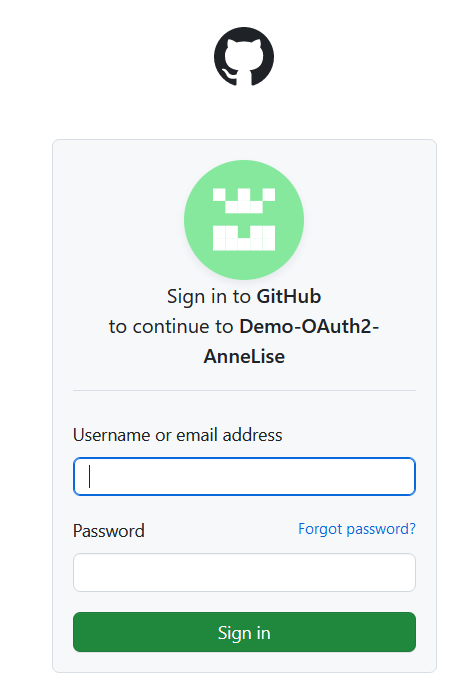 Sign in to GitHub
to continue to Demo-OAuth2-
AnneLise
Username or email address
Password
Forgot password?
Sign in